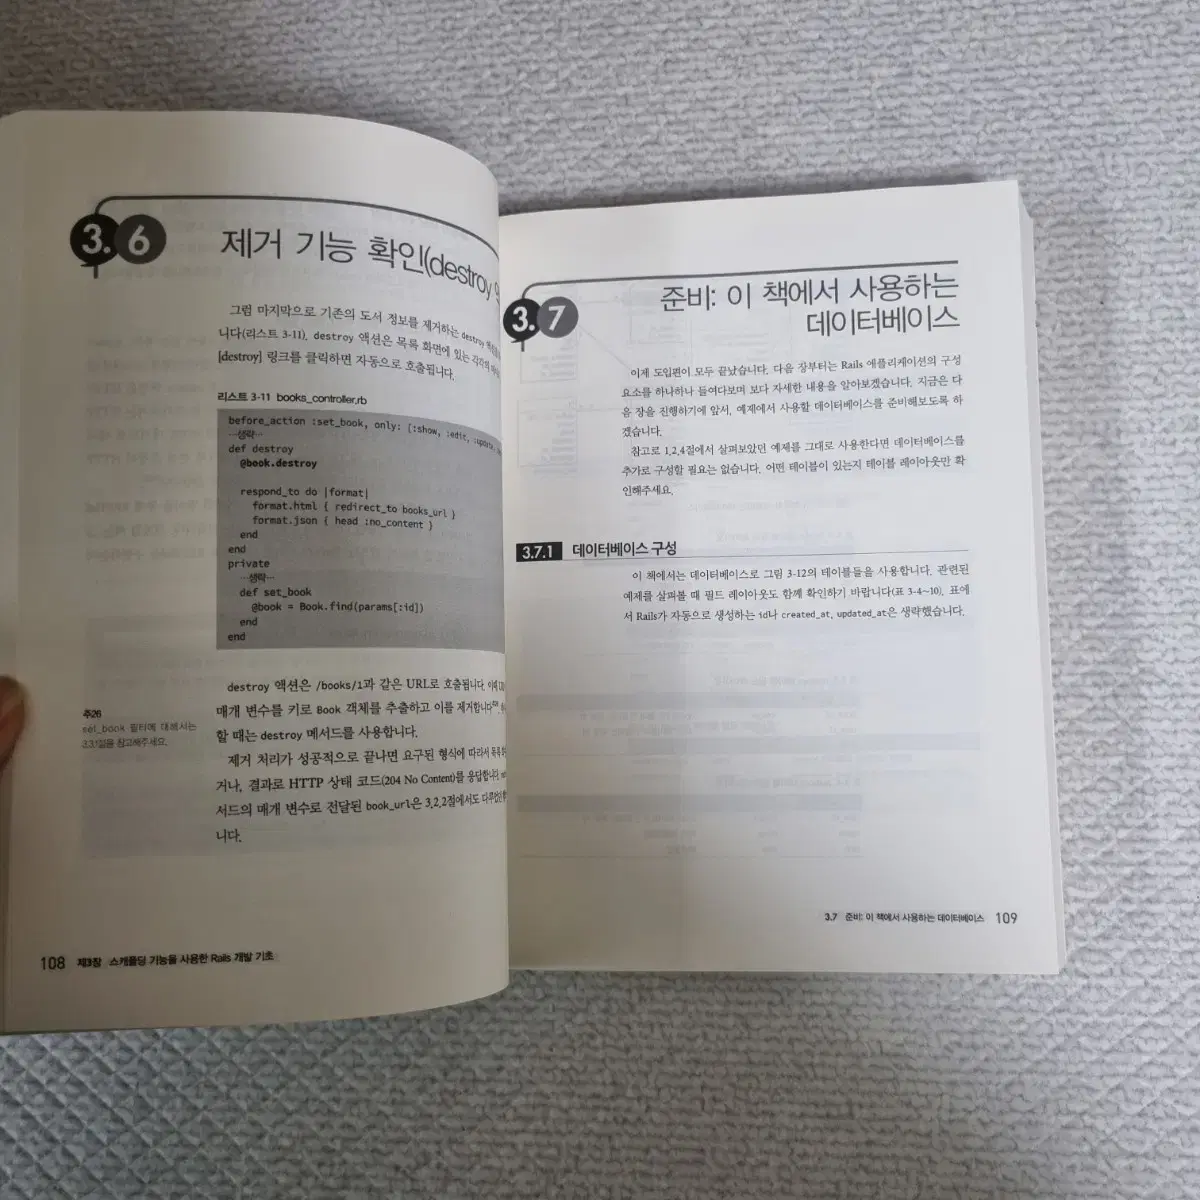 3.6
제거 기능 확인(destroy
그럼 마지막으로 기존의 도서 정보를 제거하는 destroy
니다(리스트 3-11). destroy 액션은 목록 화면에 있는 각각의
[destroy] 링크를 클릭하면 자동으로 호출됩니다.
리스트 3-11 books_controller.rb
before_action :set_book, only: [:show, :edit, :update,
…생략…
def destroy
@book.destroy
respond_to do |format|
format.html { redirect_to books_url }
format.json { head :no_content }
end
end
private
…생략…
def set_book
@book = Book.find(params[:id])
end
end
destroy 액션은 /books/1과 같은 URL로 호출됩니다. 이때
매개 변수를 키로 Book 객체를 추출하고 이를 제거합니다
할 때는 destroy 메서드를 사용합니다.
제거 처리가 성공적으로 끝나면 요구된 형식에 따라서 목록
거나, 결과로 HTTP 상태 코드(204 No Content)를 응답합니다.
서드의 매개 변수로 전달된 book_url은 3.2.2절에서도
니다.
주26
set_book 필터에 대해서는
3.3.1절을 참고해주세요.
108 제3장 스캐폴딩 기능을 사용한 Rails 개발 기초
3.7
준비: 이 책에서 사용하는
데이터베이스
이제 도입편이 모두 끝났습니다. 다음 장부터는 Rails 애플리케이션의 구성
요소를 하나하나 들여다보며 보다 자세한 내용을 알아보겠습니다. 지금은 다
음 장을 진행하기에 앞서, 예제에서 사용할 데이터베이스를 준비해보도록 하
겠습니다.
참고로 1.2.4절에서 살펴보았던 예제를 그대로 사용한다면 데이터베이스를
추가로 구성할 필요는 없습니다. 어떤 테이블이 있는지 테이블 레이아웃만 확
인해주세요.
3.7.1 데이터베이스 구성
이 책에서는 데이터베이스로 그림 3-12의 테이블들을 사용합니다. 관련된
예제를 살펴볼 때 필드 레이아웃도 함께 확인하기 바랍니다(표 3-4~10). 표에
서 Rails가 자동으로 생성하는 id나 created_at, updated_at은 생략했습니다.
3.7 준비: 이 책에서 사용하는 데이터베이스 109